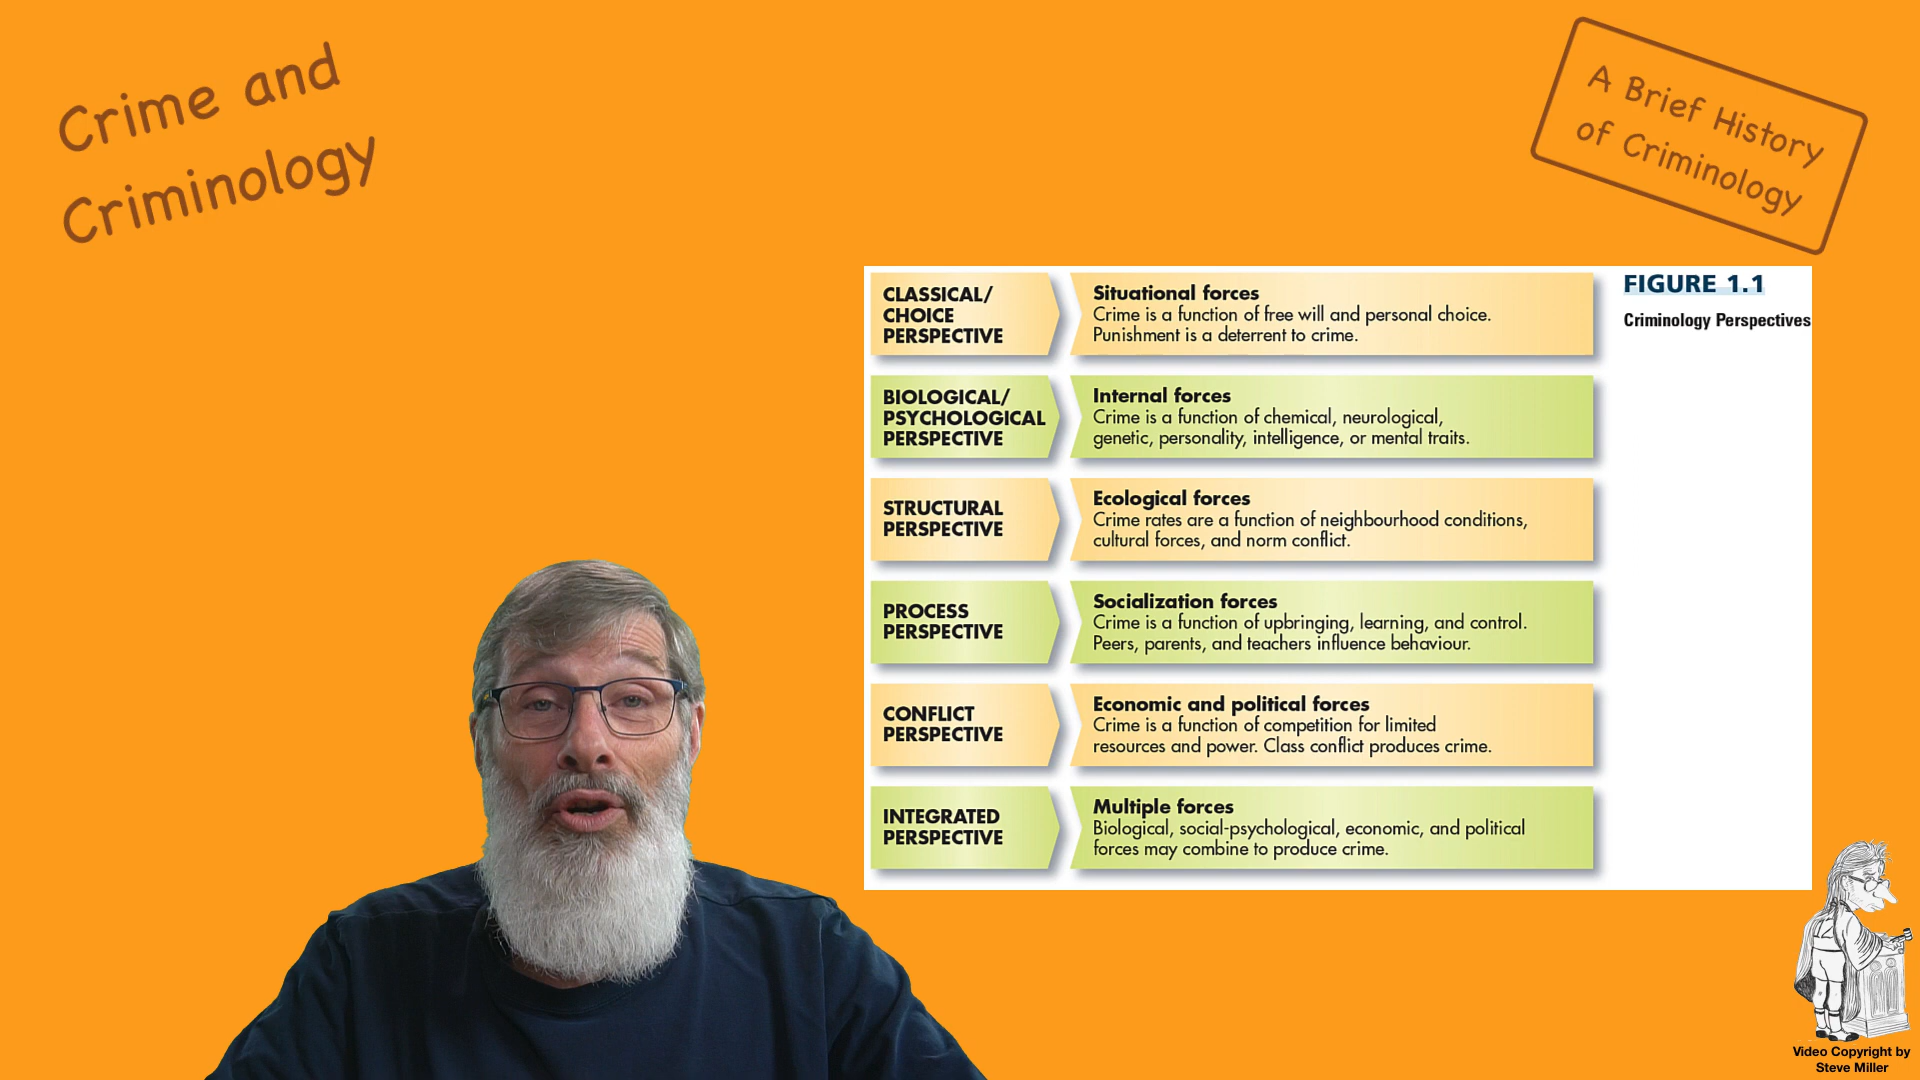 Crime and
Criminology
A Brief History
of Criminology
FIGURE 1.1
Criminology Perspectives
CLASSICAL/
CHOICE
PERSPECTIVE
Situational forces
Crime is a function of free will and personal choice.
Punishment is a deterrent to crime.
BIOLOGICAL/
PSYCHOLOGICAL
PERSPECTIVE
Internal forces
Crime is a function of chemical, neurological,
genetic, personality, intelligence, or mental traits.
STRUCTURAL
PERSPECTIVE
Ecological forces
Crime rates are a function of neighbourhood conditions,
cultural forces, and norm conflict.
PROCESS
PERSPECTIVE
Socialization forces
Crime is a function of upbringing, learning, and control.
Peers, parents, and teachers influence behaviour.
CONFLICT
PERSPECTIVE
Economic and political forces
Crime is a function of competition for limited
resources and power. Class conflict produces crime.
INTEGRATED
PERSPECTIVE
Multiple forces
Biological, social-psychological, economic, and political
forces may combine to produce crime.
Video Copyright by
Steve Miller